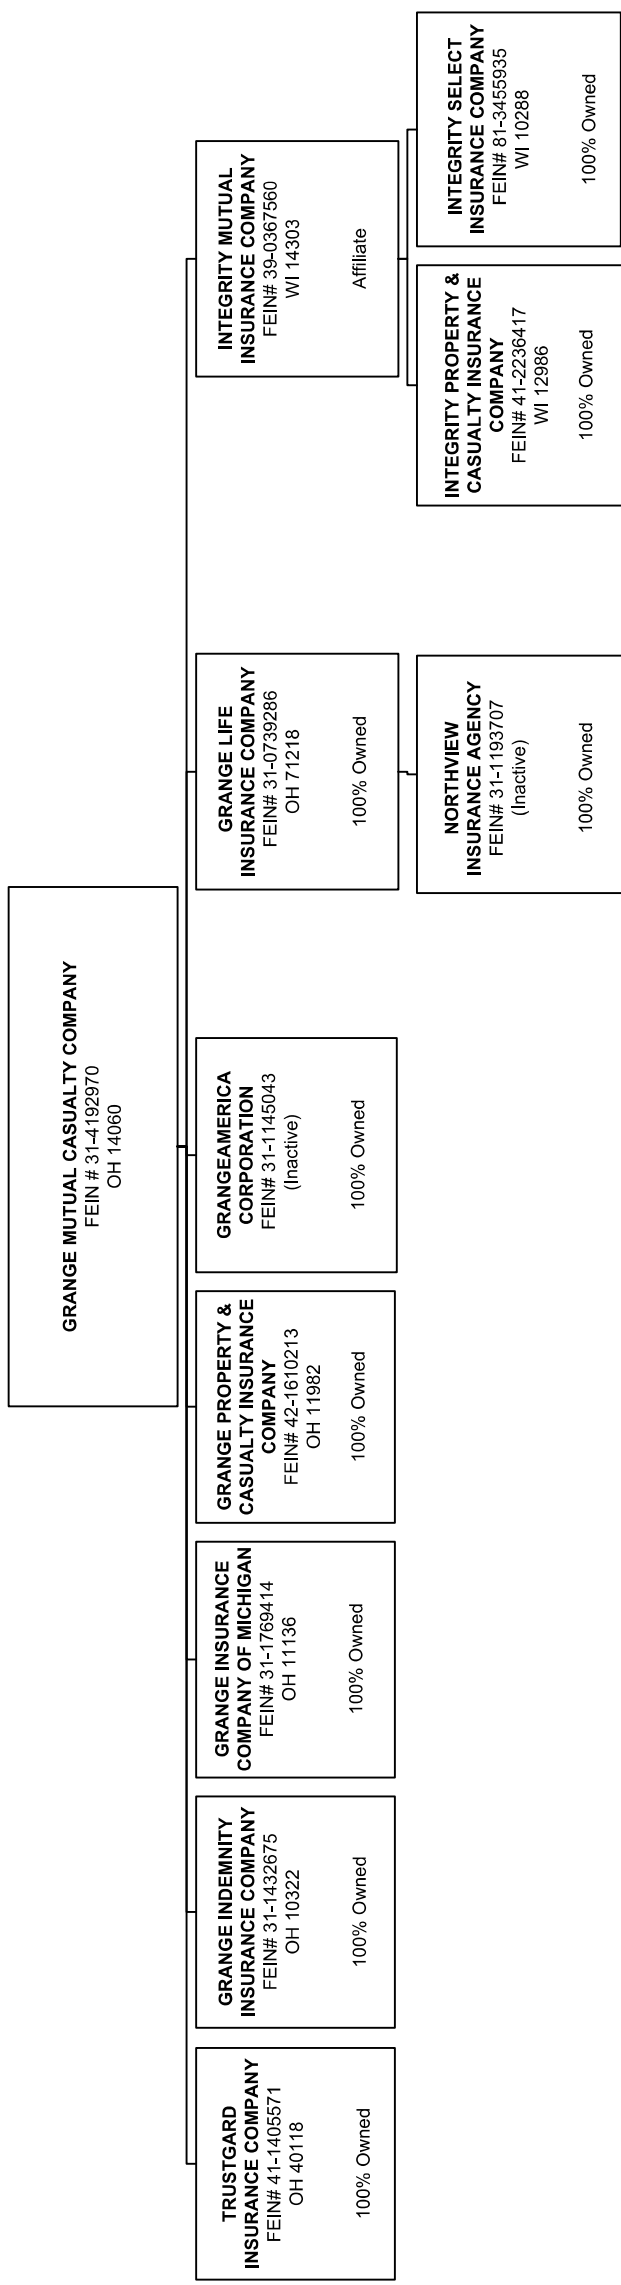 GRANGE MUTUAL CASUALTY COMPANY
FEIN # 31-4192970
OH 14060
TRUSTGARD
INSURANCE COMPANY
FEIN# 41-1405571
OH 40118
100% Owned
GRANGE INDEMNITY
INSURANCE COMPANY
FEIN# 31-1432675
OH 10322
100% Owned
GRANGE INSURANCE
COMPANY OF MICHIGAN
FEIN# 31-1769414
OH 11136
100% Owned
GRANGE PROPERTY &
CASUALTY INSURANCE
COMPANY
FEIN# 42-1610213
OH 11982
100% Owned
GRANGEAMERICA
CORPORATION
FEIN# 31-1145043
(Inactive)
100% Owned
GRANGE LIFE
INSURANCE COMPANY
FEIN# 31-0739286
OH 71218
100% Owned
INTEGRITY MUTUAL
INSURANCE COMPANY
FEIN# 39-0367560
WI 14303
Affiliate
NORTHVIEW
INSURANCE AGENCY
FEIN# 31-1193707
(Inactive)
100% Owned
INTEGRITY PROPERTY &
CASUALTY INSURANCE
COMPANY
FEIN# 41-2236417
WI 12986
100% Owned
INTEGRITY SELECT
INSURANCE COMPANY
FEIN# 81-3455935
WI 10288
100% Owned